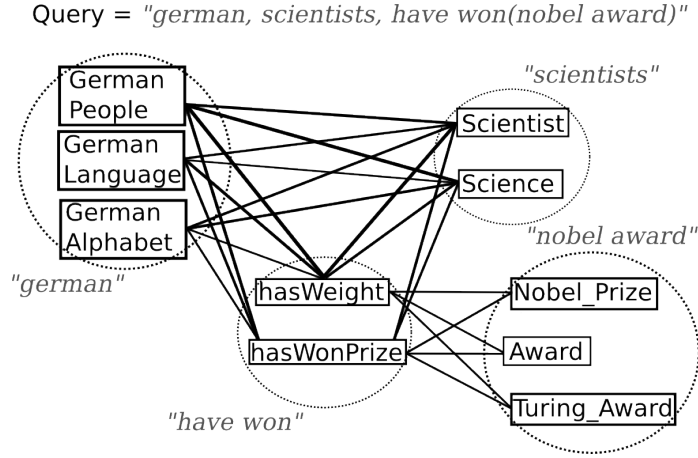 Query = "german, scientists, have won(nobel award)"
"scientists"
German
People
Scientist
German
Language
Science
German
Alphabet
"nobel award"
"german"
hasWeight
Nobel_Prize
hasWonPrize
Award
Turing_Award
"have won"